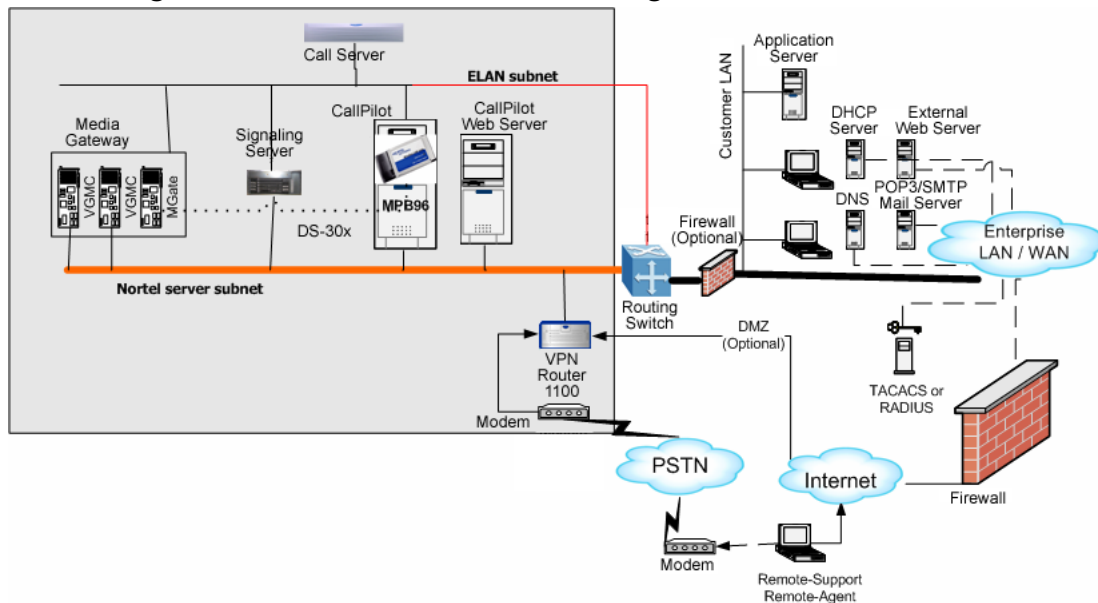 Call Server
ELAN subnet
CallPilot
CallPilot
Web Server
Media
Gateway
Signaling
Server
VGMC
VGMC
MGate
MPB96
DS-30x
Nortel server subnet
Customer LAN
Application
Server
DHCP
Server
External
Web Server
DNS
POP3/SMTP
Mail Server
Firewall
(Optional)
Enterprise
LAN / WAN
Routing
Switch
DMZ
(Optional)
VPN
Router
1100
Modem
TACACS or
RADIUS
PSTN
Internet
Firewall
Modem
Remote-Support
Remote-Agent